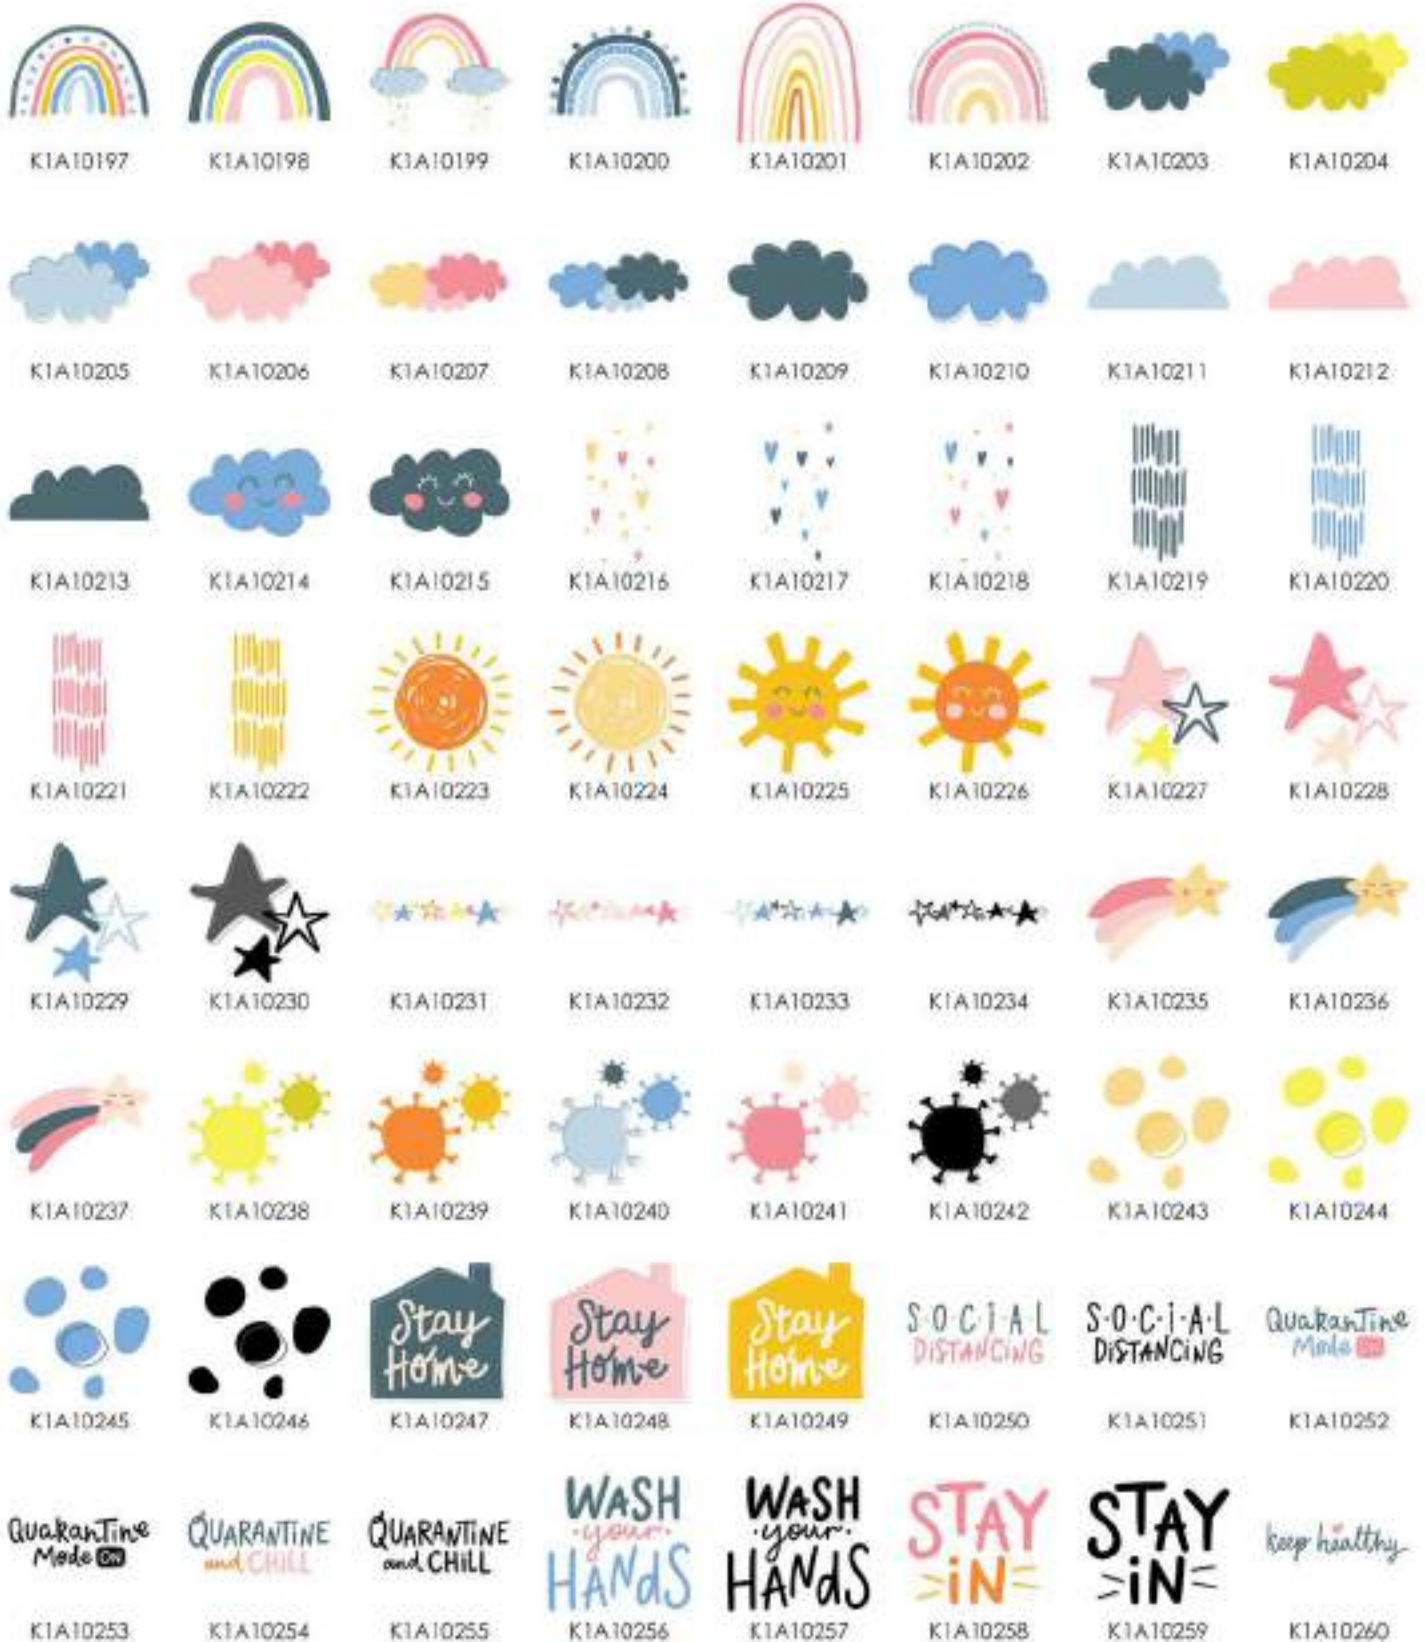 K1A10197 K1A10198 K1A10199 K1A10200 K1A10201 K1A10202 K1A10203 K1A10204
K1A10205 K1A10206 K1A10207 K1A10208 K1A10209 K1A10210 K1A10211 K1A10212
K1A10213 K1A10214 K1A10215 K1A10216 K1A10217 K1A10218 K1A10219 K1A10220
K1A10221 K1A10222 K1A10223 K1A10224 K1A10225 K1A10226 K1A10227 K1A10228
K1A10229 K1A10230 K1A10231 K1A10232 K1A10233 K1A10234 K1A10235 K1A10236
K1A10237 K1A10238 K1A10239 K1A10240 K1A10241 K1A10242 K1A10243 K1A10244
Stay
Home
Stay
Home
Stay
Home
SOCiAL
DiSTANCiNG
S·O·C·i·A·L
DiSTANCiNG
QuaRanTine
Mode ON
K1A10245 K1A10246 K1A10247 K1A10248 K1A10249 K1A10250 K1A10251 K1A10252
QuaRanTine
Mode ON
QUARANTiNE
and CHiLL
QUARANTiNE
and CHiLL
WASH
·your·
HANdS
WASH
·your·
HANdS
STAY
iN
STAY
iN
keep healthy
K1A10253 K1A10254 K1A10255 K1A10256 K1A10257 K1A10258 K1A10259 K1A10260